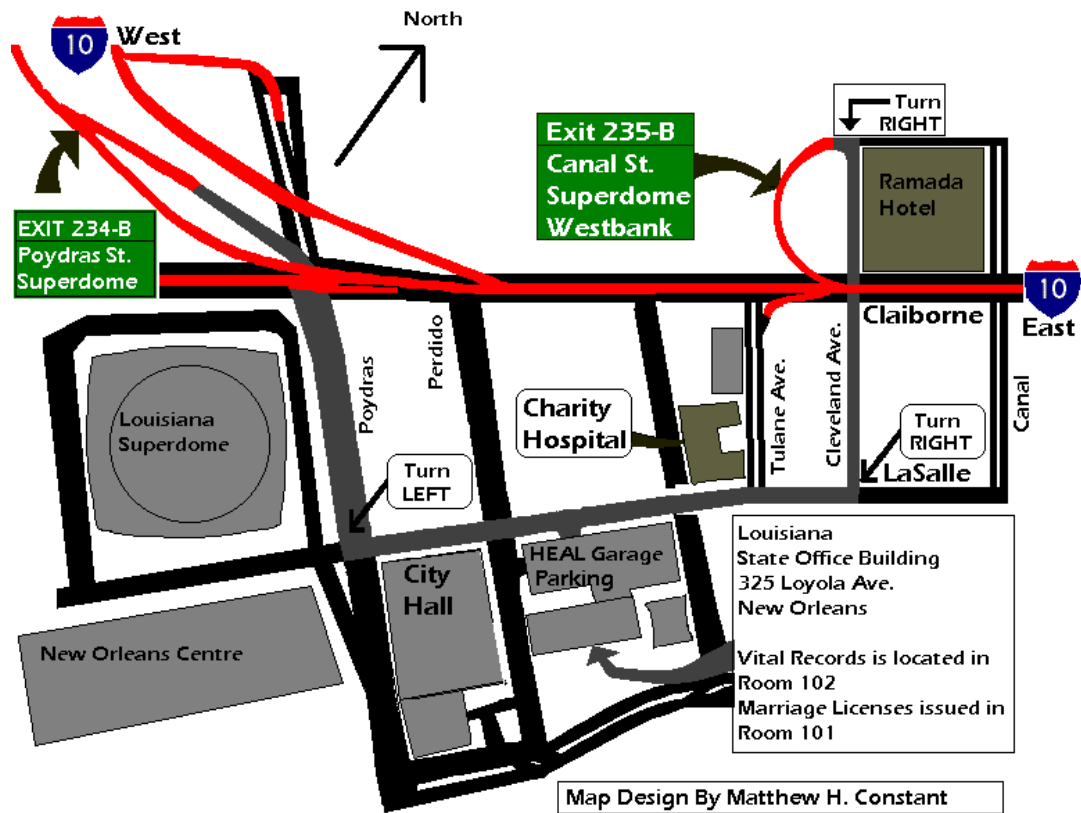 10
West
North
Turn
RIGHT
Exit 235-B
Canal St.
Superdome
Westbank
Ramada
Hotel
EXIT 234-B
Poydras St.
Superdome
10
East
Claiborne
Perdido
Poydras
Tulane Ave.
Cleveland Ave.
Canal
Louisiana
Superdome
Charity
Hospital
Turn
RIGHT
LaSalle
Turn
LEFT
HEAL Garage
Parking
City
Hall
New Orleans Centre
Louisiana
State Office Building
325 Loyola Ave.
New Orleans
Vital Records is located in
Room 102
Marriage Licenses issued in
Room 101
Map Design By Matthew H. Constant